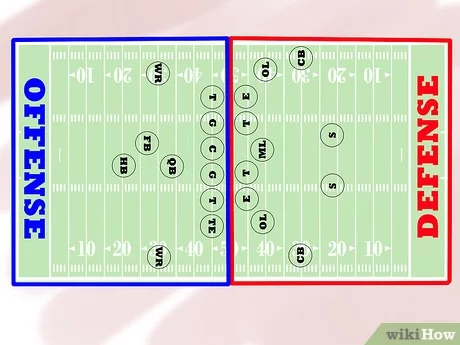 OFFENSE
DEFENSE
10 20 30 40 50 40 30 20 10
WR
T
G
C
G
T
TE
FB
HB
QB
WR
OL
CB
E
T
ML
T
E
OL
CB
S
S
10 20 30 40 50 40 30 20 10
wikiHow